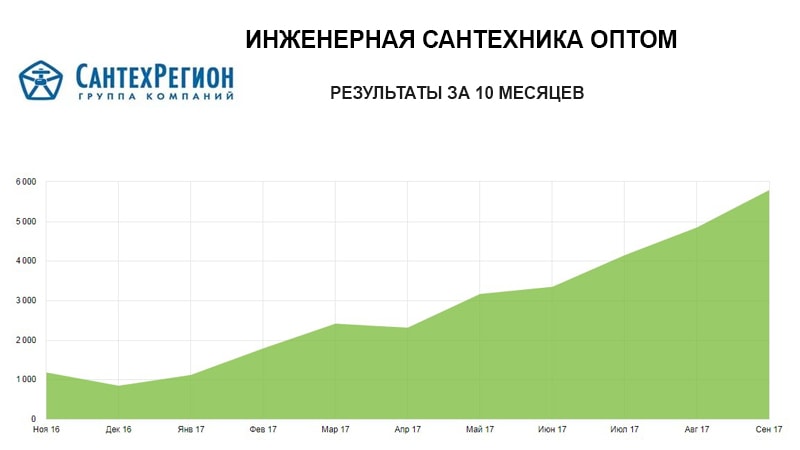 ИНЖЕНЕРНАЯ САНТЕХНИКА ОПТОМ
САНТЕХРЕГИОН
ГРУППА КОМПАНИЙ
РЕЗУЛЬТАТЫ ЗА 10 МЕСЯЦЕВ
6 000
5 000
4 000
3 000
2 000
1 000
0
Ноя 16 Дек 16 Янв 17 Фев 17 Мар 17 Апр 17 Май 17 Июн 17 Июл 17 Авг 17 Сен 17